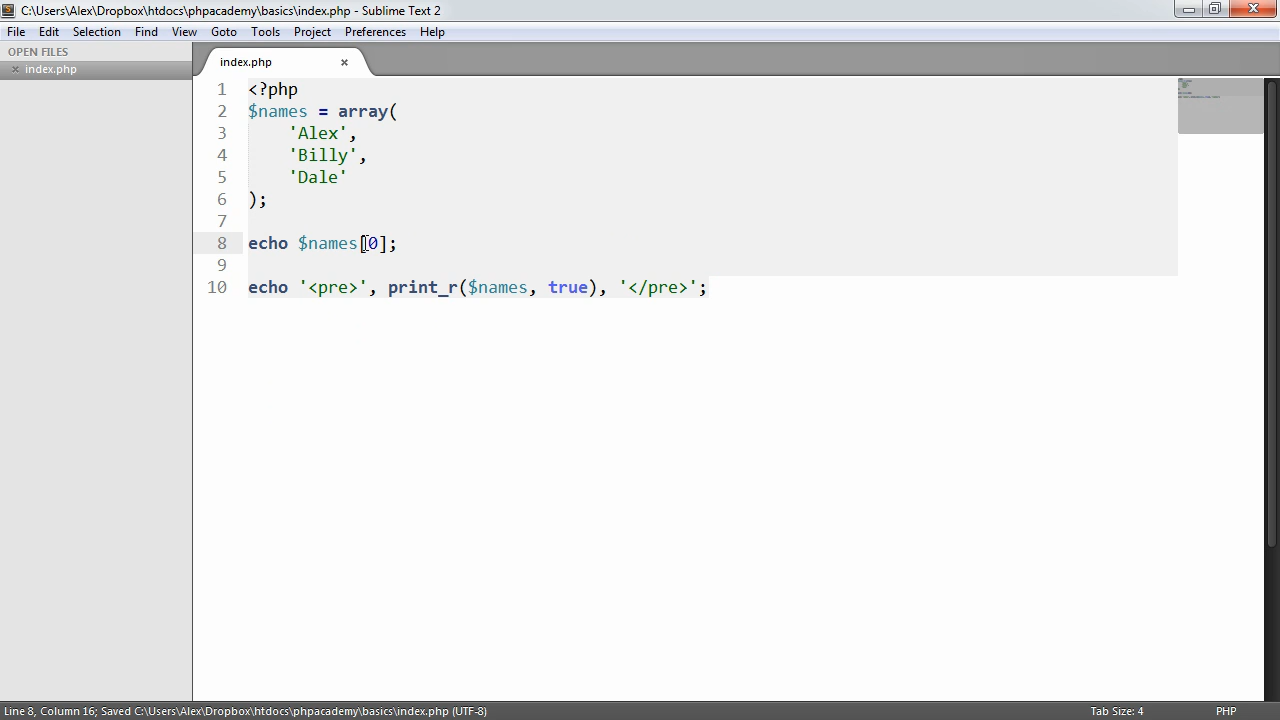 C:\Users\Alex\Dropbox\htdocs\phpacademy\basics\index.php - Sublime Text 2
File Edit Selection Find View Goto Tools Project Preferences Help
OPEN FILES
index.php
index.php
1 <?php
2 $names = array(
3     'Alex',
4     'Billy',
5     'Dale'
6 );
7
8 echo $names[0];
9
10 echo '<pre>', print_r($names, true), '</pre>';
Line 8, Column 16; Saved C:\Users\Alex\Dropbox\htdocs\phpacademy\basics\index.php (UTF-8) Tab Size: 4 PHP